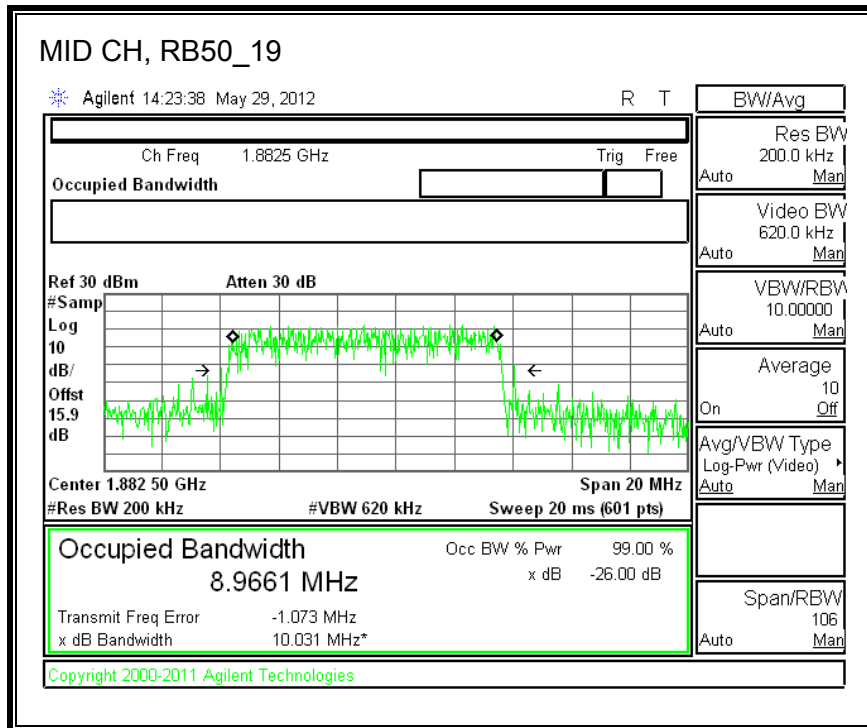 MID CH, RB50_19
Agilent 14:23:38 May 29, 2012 R T
Ch Freq 1.8825 GHz Trig Free
Occupied Bandwidth
Ref 30 dBm Atten 30 dB
#Samp
Log
10
dB/
Offst
15.9
dB
Center 1.882 50 GHz Span 20 MHz
#Res BW 200 kHz #VBW 620 kHz Sweep 20 ms (601 pts)
Occupied Bandwidth Occ BW % Pwr 99.00 %
8.9661 MHz x dB -26.00 dB
Transmit Freq Error -1.073 MHz
x dB Bandwidth 10.031 MHz*
Copyright 2000-2011 Agilent Technologies
BW/Avg
Res BW
200.0 kHz
Auto Man
Video BW
620.0 kHz
Auto Man
VBW/RBW
10.00000
Auto Man
Average
10
On Off
Avg/VBW Type
Log-Pwr (Video)
Auto Man
Span/RBW
106
Auto Man